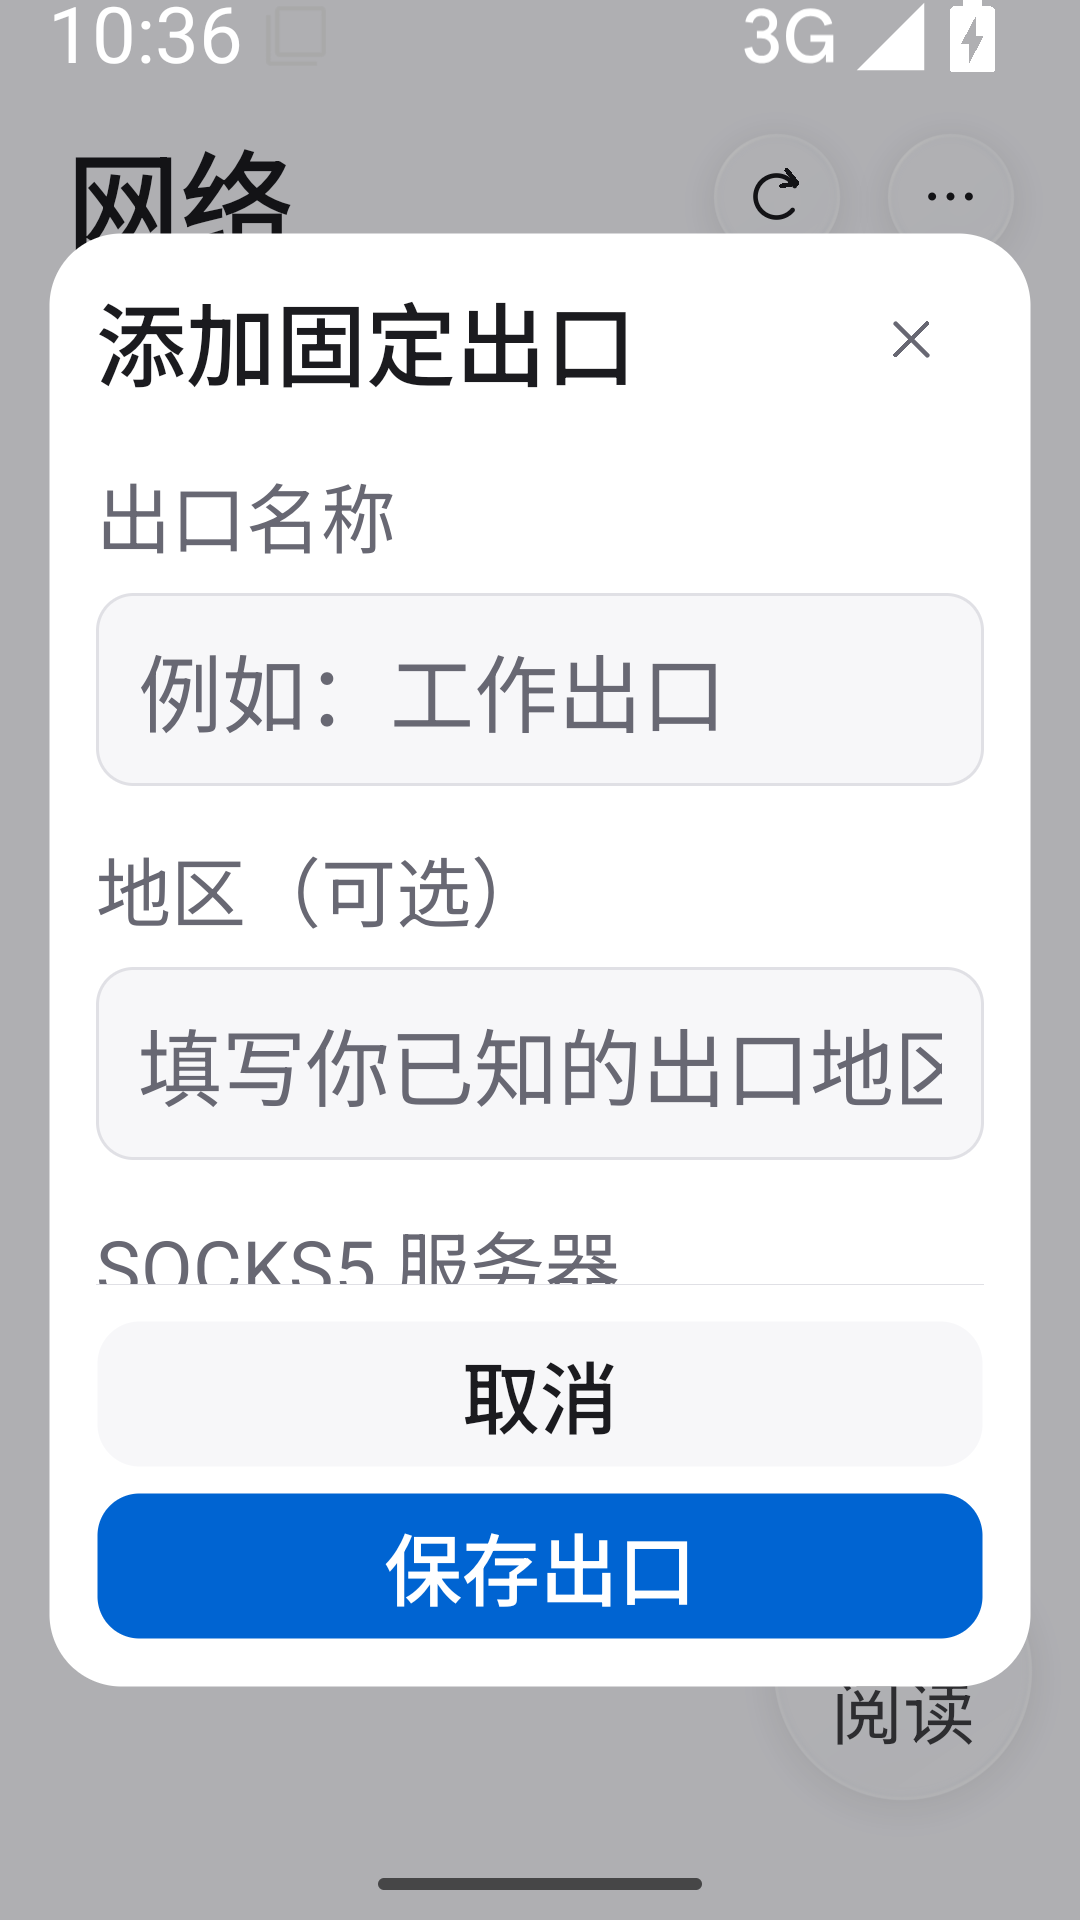 10:36
3G
网络
添加固定出口
出口名称
例如：工作出口
地区（可选）
填写你已知的出口地区
SOCKS5 服务器
取消
保存出口
阅读